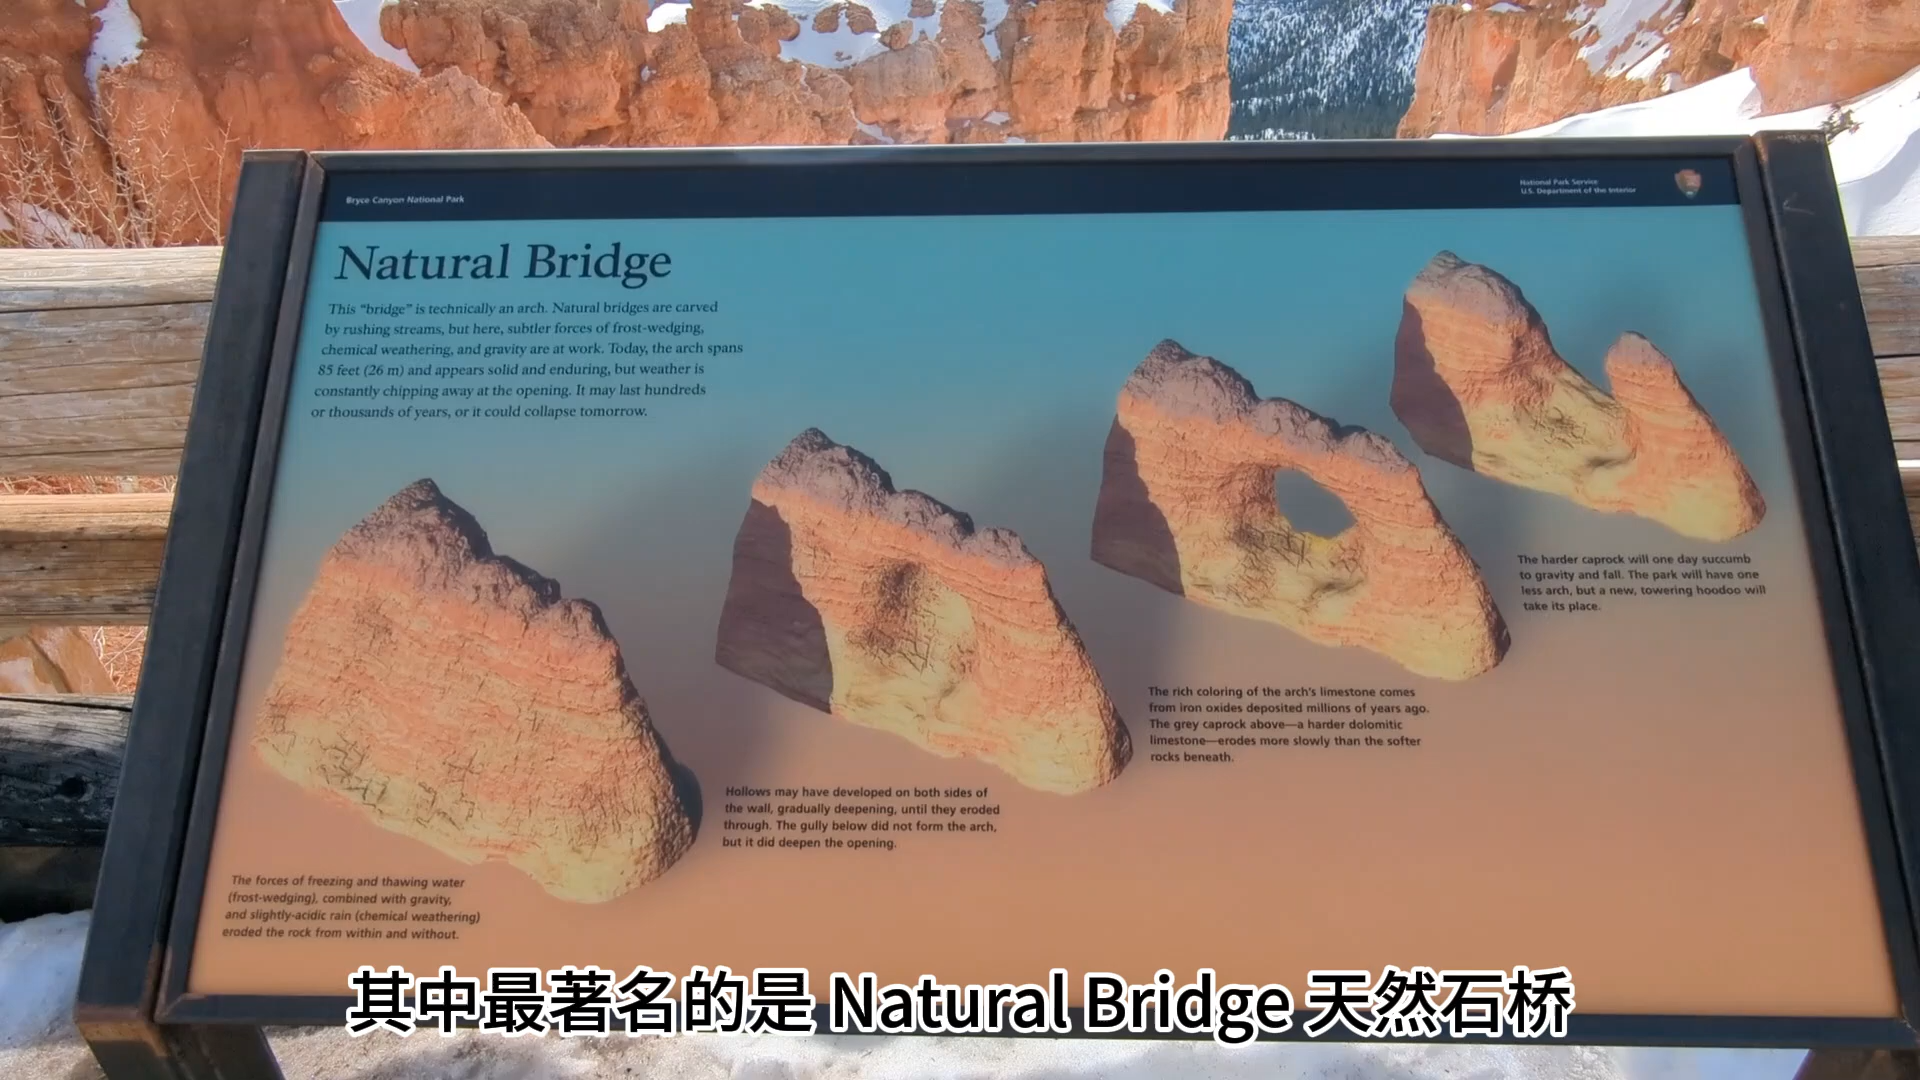 Bryce Canyon National Park
National Park Service
U.S. Department of the Interior
Natural Bridge
This “bridge” is technically an arch. Natural bridges are carved
by rushing streams, but here, subtler forces of frost-wedging,
chemical weathering, and gravity are at work. Today, the arch spans
85 feet (26 m) and appears solid and enduring, but weather is
constantly chipping away at the opening. It may last hundreds
or thousands of years, or it could collapse tomorrow.
The forces of freezing and thawing water
(frost-wedging), combined with gravity,
and slightly-acidic rain (chemical weathering)
eroded the rock from within and without.
Hollows may have developed on both sides of
the wall, gradually deepening, until they eroded
through. The gully below did not form the arch,
but it did deepen the opening.
The rich coloring of the arch’s limestone comes
from iron oxides deposited millions of years ago.
The grey caprock above—a harder dolomitic
limestone—erodes more slowly than the softer
rocks beneath.
The harder caprock will one day succumb
to gravity and fall. The park will have one
less arch, but a new, towering hoodoo will
take its place.
其中最著名的是 Natural Bridge 天然石桥